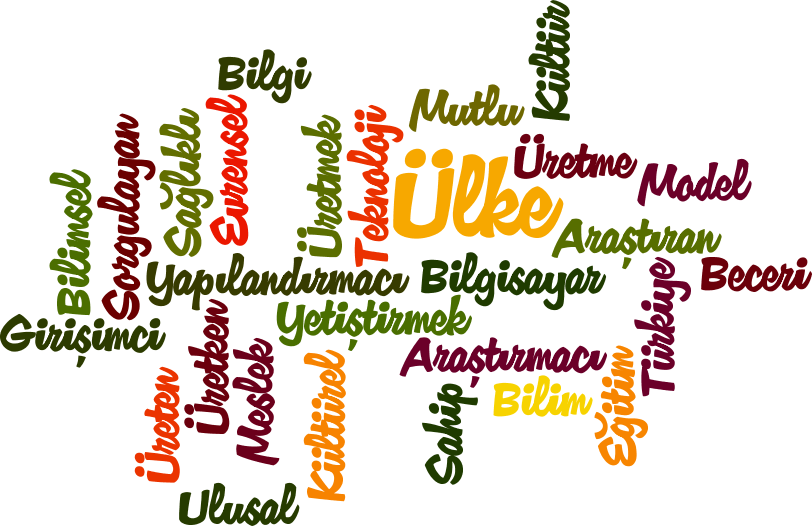 Kültür
Bilgi
Mutlu
Sağlıklı
Evrensel
Sorgulayan
Üretmek
Teknoloji
Ülke
Üretme
Model
Bilimsel
Araştıran
Yapılandırmacı
Bilgisayar
Beceri
Türkiye
Girişimci
Yetiştirmek
Üretken
Meslek
Araştırmacı
Kültürel
Üreten
Sahip
Bilim
Eğitim
Ulusal